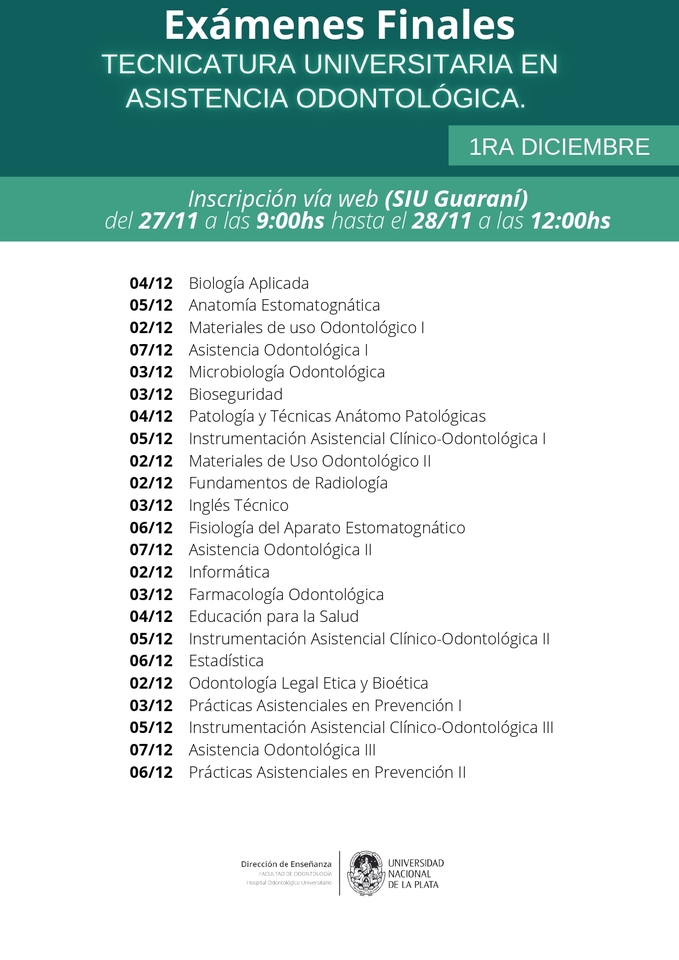 Exámenes Finales
TECNICATURA UNIVERSITARIA EN
ASISTENCIA ODONTOLÓGICA.
1RA DICIEMBRE
Inscripción vía web (SIU Guaraní)
del 27/11 a las 9:00hs hasta el 28/11 a las 12:00hs
04/12 Biología Aplicada
05/12 Anatomía Estomatognática
02/12 Materiales de uso Odontológico I
07/12 Asistencia Odontológica I
03/12 Microbiología Odontológica
03/12 Bioseguridad
04/12 Patología y Técnicas Anátomo Patológicas
05/12 Instrumentación Asistencial Clínico-Odontológica I
02/12 Materiales de Uso Odontológico II
02/12 Fundamentos de Radiología
03/12 Inglés Técnico
06/12 Fisiología del Aparato Estomatognático
07/12 Asistencia Odontológica II
02/12 Informática
03/12 Farmacología Odontológica
04/12 Educación para la Salud
05/12 Instrumentación Asistencial Clínico-Odontológica II
06/12 Estadística
02/12 Odontología Legal Etica y Bioética
03/12 Prácticas Asistenciales en Prevención I
05/12 Instrumentación Asistencial Clínico-Odontológica III
07/12 Asistencia Odontológica III
06/12 Prácticas Asistenciales en Prevención II
Dirección de Enseñanza
FACULTAD DE ODONTOLOGÍA
Hospital Odontológico Universitario
UNIVERSIDAD
NACIONAL
DE LA PLATA